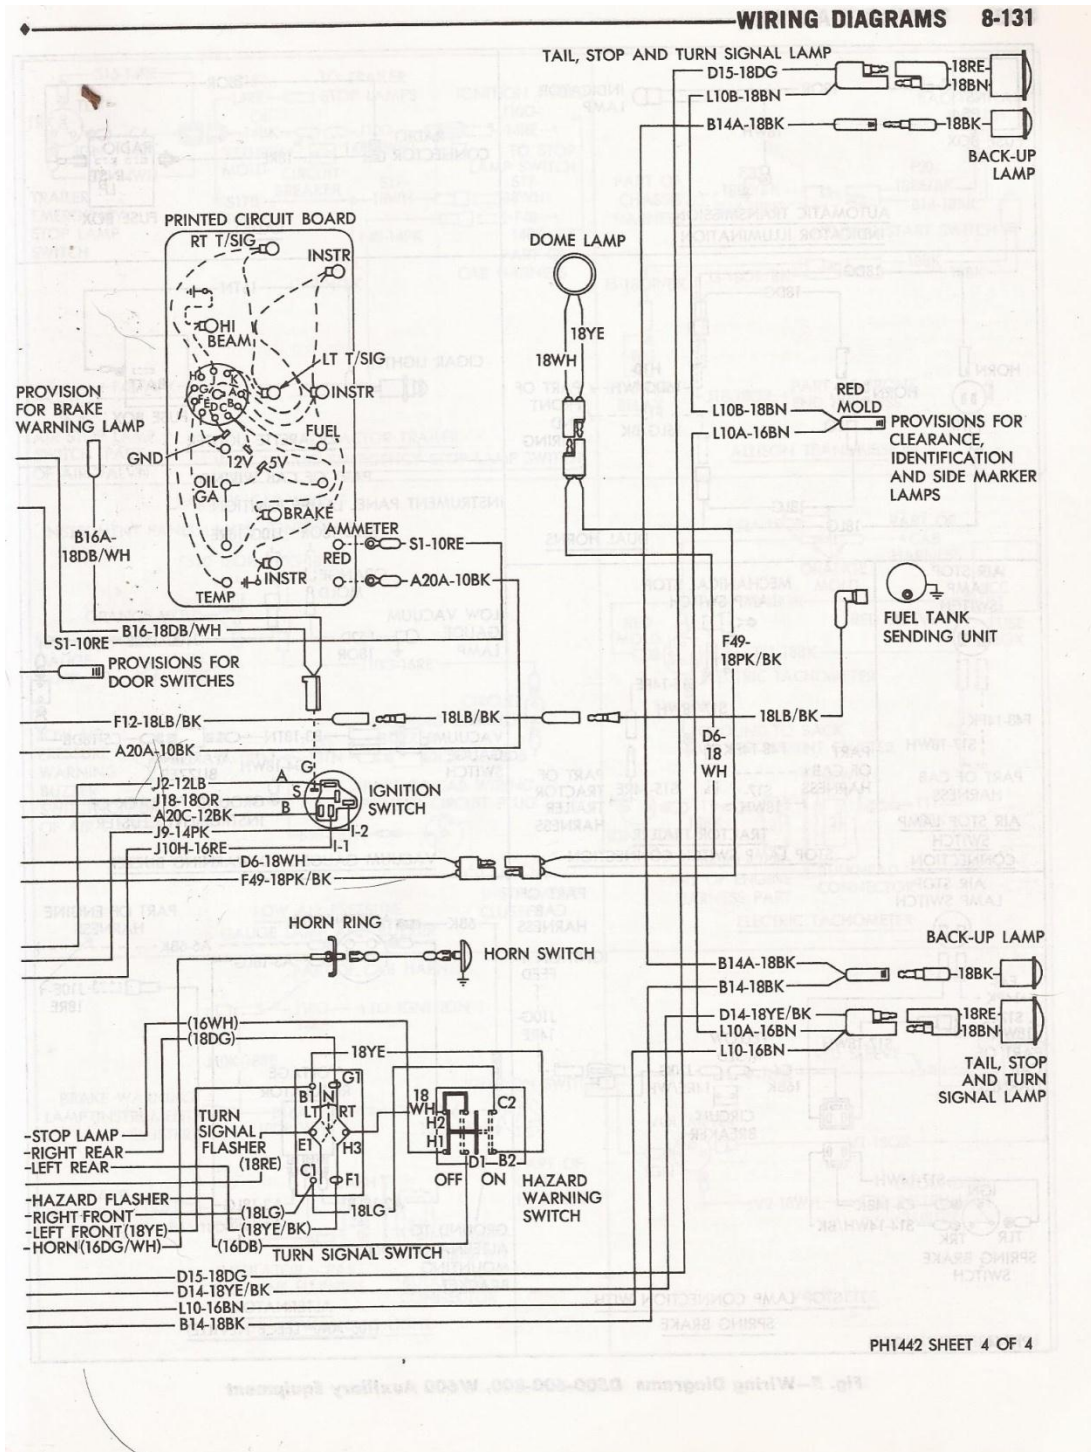 WIRING DIAGRAMS 8-131
TAIL, STOP AND TURN SIGNAL LAMP
D15-18DG
18RE
18BN
L10B-18BN
B14A-18BK
18BK
BACK-UP
LAMP
PRINTED CIRCUIT BOARD
RT T/SIG
INSTR
HI
BEAM
LT T/SIG
INSTR
H
J
K
G
A
F
E
D
C
B
FUEL
GND
12V
5V
OIL
GA
BRAKE
AMMETER
RED
S1-10RE
INSTR
TEMP
A20A-10BK
DOME LAMP
18YE
18WH
PROVISION
FOR BRAKE
WARNING LAMP
B16A-
18DB/WH
L10B-18BN
RED
MOLD
L10A-16BN
PROVISIONS FOR
CLEARANCE,
IDENTIFICATION
AND SIDE MARKER
LAMPS
FUEL TANK
SENDING UNIT
B16-18DB/WH
S1-10RE
PROVISIONS FOR
DOOR SWITCHES
F49-
18PK/BK
F12-18LB/BK
18LB/BK
18LB/BK
A20A-10BK
D6-
18
WH
G
A
J2-12LB
S
J18-18OR
B
A20C-12BK
J9-14PK
I-2
J10H-16RE
I-1
IGNITION
SWITCH
D6-18WH
F49-18PK/BK
HORN RING
HORN SWITCH
BACK-UP LAMP
B14A-18BK
18BK
B14-18BK
D14-18YE/BK
18RE
L10A-16BN
18BN
L10-16BN
TAIL, STOP
AND TURN
SIGNAL LAMP
(16WH)
(18DG)
18YE
G1
B1
N
LT
RT
E1
H3
C1
F1
18
WH
H2
H1
C2
D1
B2
OFF
ON
HAZARD
WARNING
SWITCH
TURN
SIGNAL
FLASHER
(18RE)
STOP LAMP
RIGHT REAR
LEFT REAR
HAZARD FLASHER
RIGHT FRONT
(18LG)
18LG
LEFT FRONT(18YE)
(18YE/BK)
HORN(16DG/WH)
(16DB)
TURN SIGNAL SWITCH
D15-18DG
D14-18YE/BK
L10-16BN
B14-18BK
PH1442 SHEET 4 OF 4